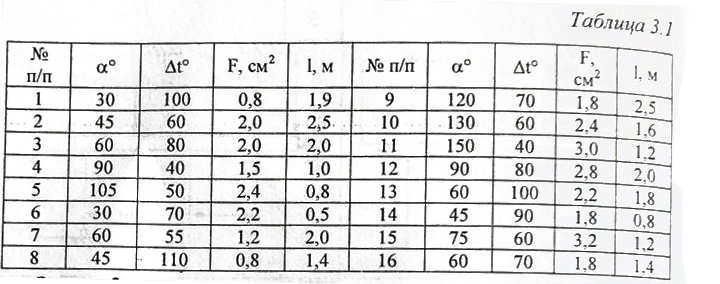 Таблица 3.1
№ п/п α° Δt° F, см² l, м № п/п α° Δt° F, см² l, м
1 30 100 0,8 1,9 9 120 70 1,8 2,5
2 45 60 2,0 2,5 10 130 60 2,4 1,6
3 60 80 2,0 2,0 11 150 40 3,0 1,2
4 90 40 1,5 1,0 12 90 80 2,8 2,0
5 105 50 2,4 0,8 13 60 100 2,2 1,8
6 30 70 2,2 0,5 14 45 90 1,8 0,8
7 60 55 1,2 2,0 15 75 60 3,2 1,2
8 45 110 0,8 1,4 16 60 70 1,8 1.4